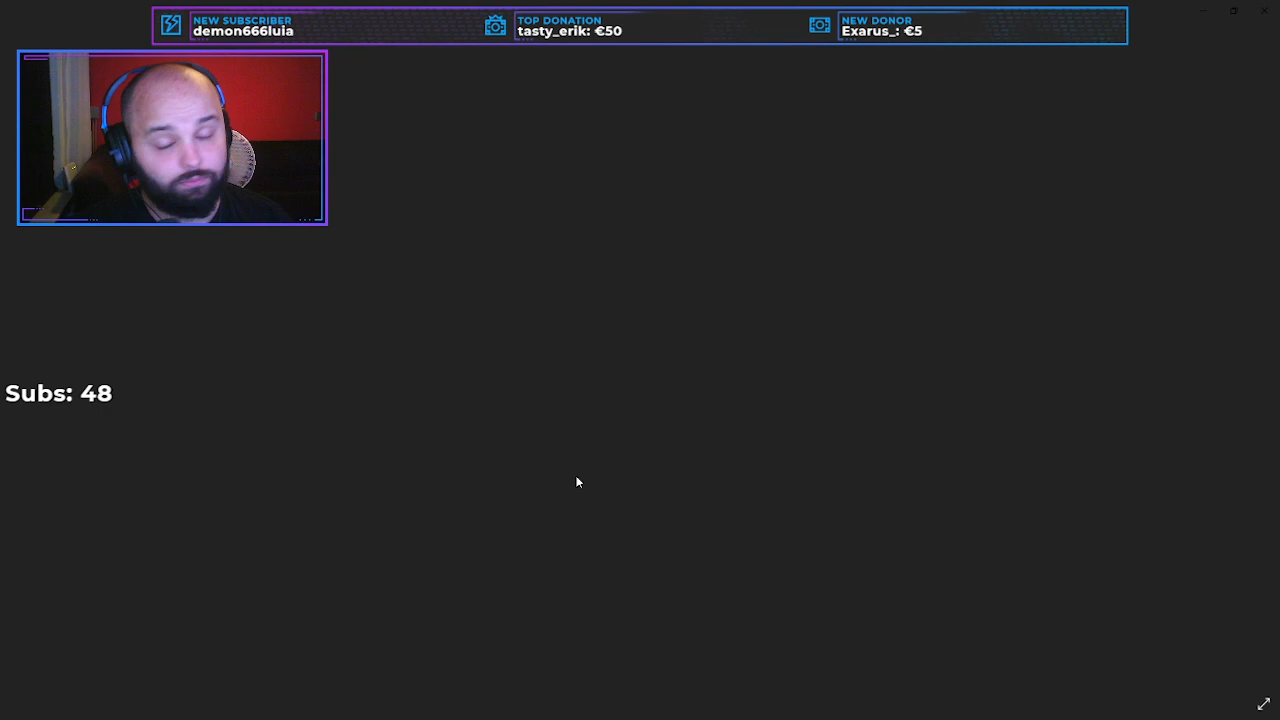 NEW SUBSCRIBER
demon666luia
TOP DONATION
tasty_erik: €50
NEW DONOR
Exarus_: €5
Subs: 48